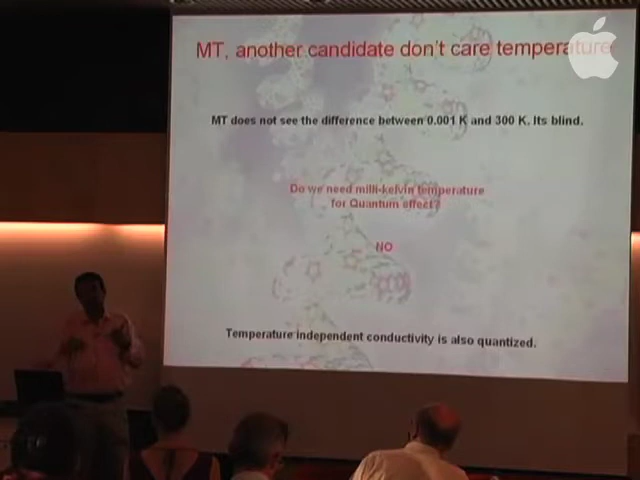 MT, another candidate don't care temperature
MT does not see the difference between 0.001 K and 300 K. Its blind.
Do we need milli-kelvin temperature
for Quantum effect?
NO
Temperature independent conductivity is also quantized.